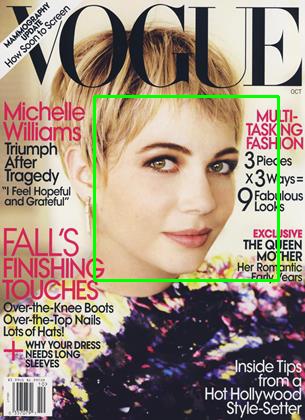 MAMMOGRAPHY
UPDATE
How Soon to Screen
VOGUE
OCT
Michelle
Williams
Triumph
After
Tragedy
"I Feel Hopeful
and Grateful"
MULTI-
TASKING
FASHION
3 Pieces
X 3 Ways=
9 Fabulous
Looks
EXCLUSIVE
THE QUEEN
MOTHER
Her Romantic
Early Years
FALL'S
FINISHING
TOUCHES
Over-the-Knee Boots
Over-the-Top Nails
Lots of Hats!
+ WHY YOUR DRESS
NEEDS LONG
SLEEVES
Inside Tips
from a
Hot Hollywood
Style-Setter